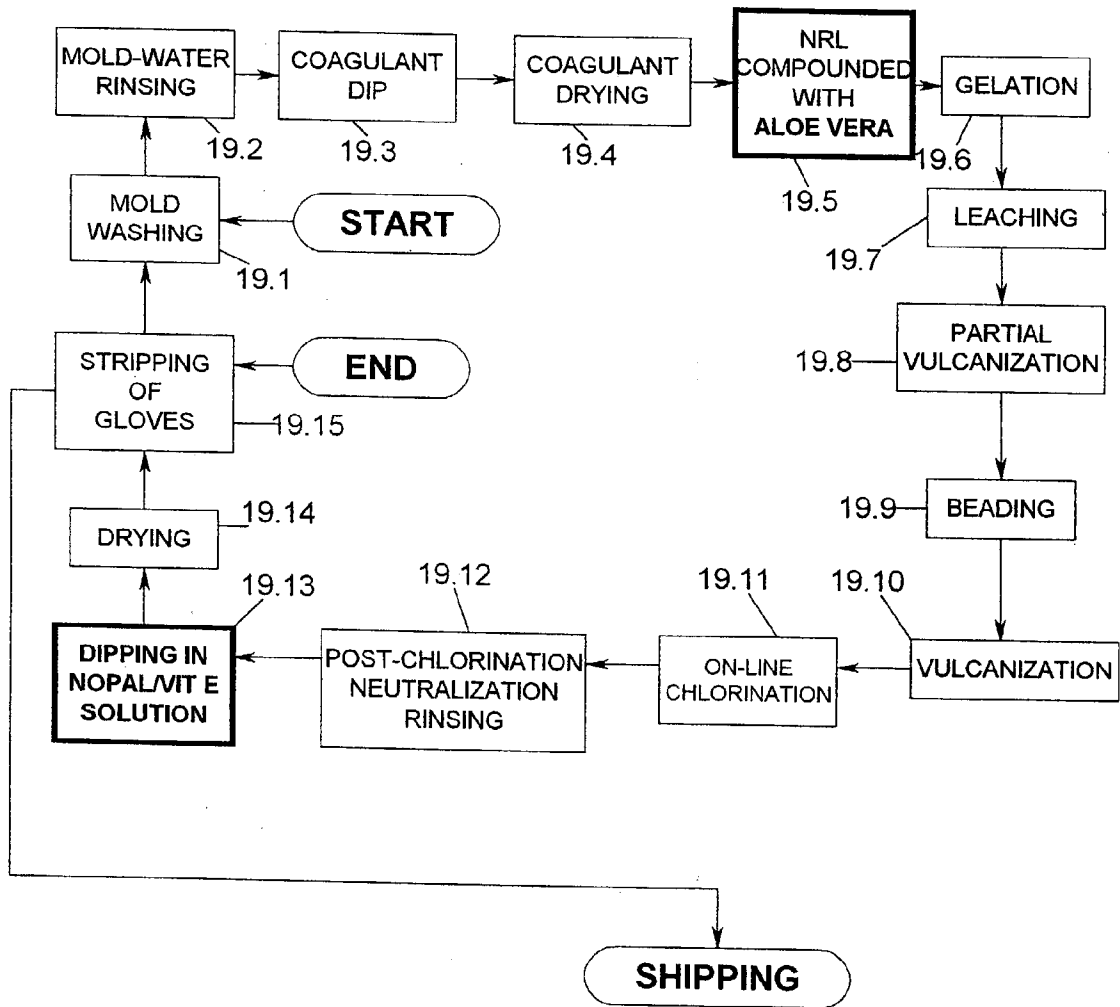 MOLD-WATER
RINSING
19.2
COAGULANT
DIP
19.3
COAGULANT
DRYING
19.4
NRL
COMPOUNDED
WITH
ALOE VERA
19.5
GELATION
19.6
MOLD
WASHING
19.1
START
LEACHING
19.7
PARTIAL
VULCANIZATION
19.8
STRIPPING
OF
GLOVES
19.15
END
BEADING
19.9
DRYING
19.14
DIPPING IN
NOPAL/VIT E
SOLUTION
19.13
POST-CHLORINATION
NEUTRALIZATION
RINSING
19.12
ON-LINE
CHLORINATION
19.11
VULCANIZATION
19.10
SHIPPING